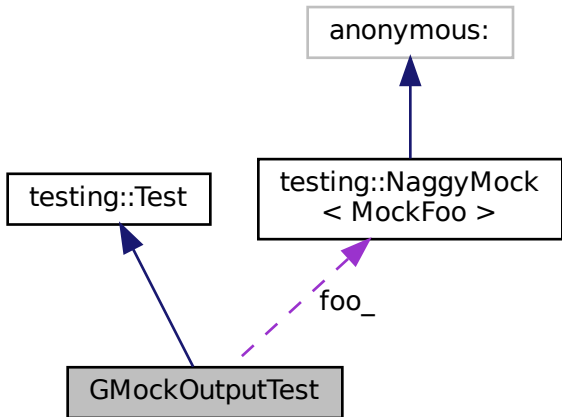 anonymous:
testing::Test
testing::NaggyMock
< MockFoo >
foo_
GMockOutputTest